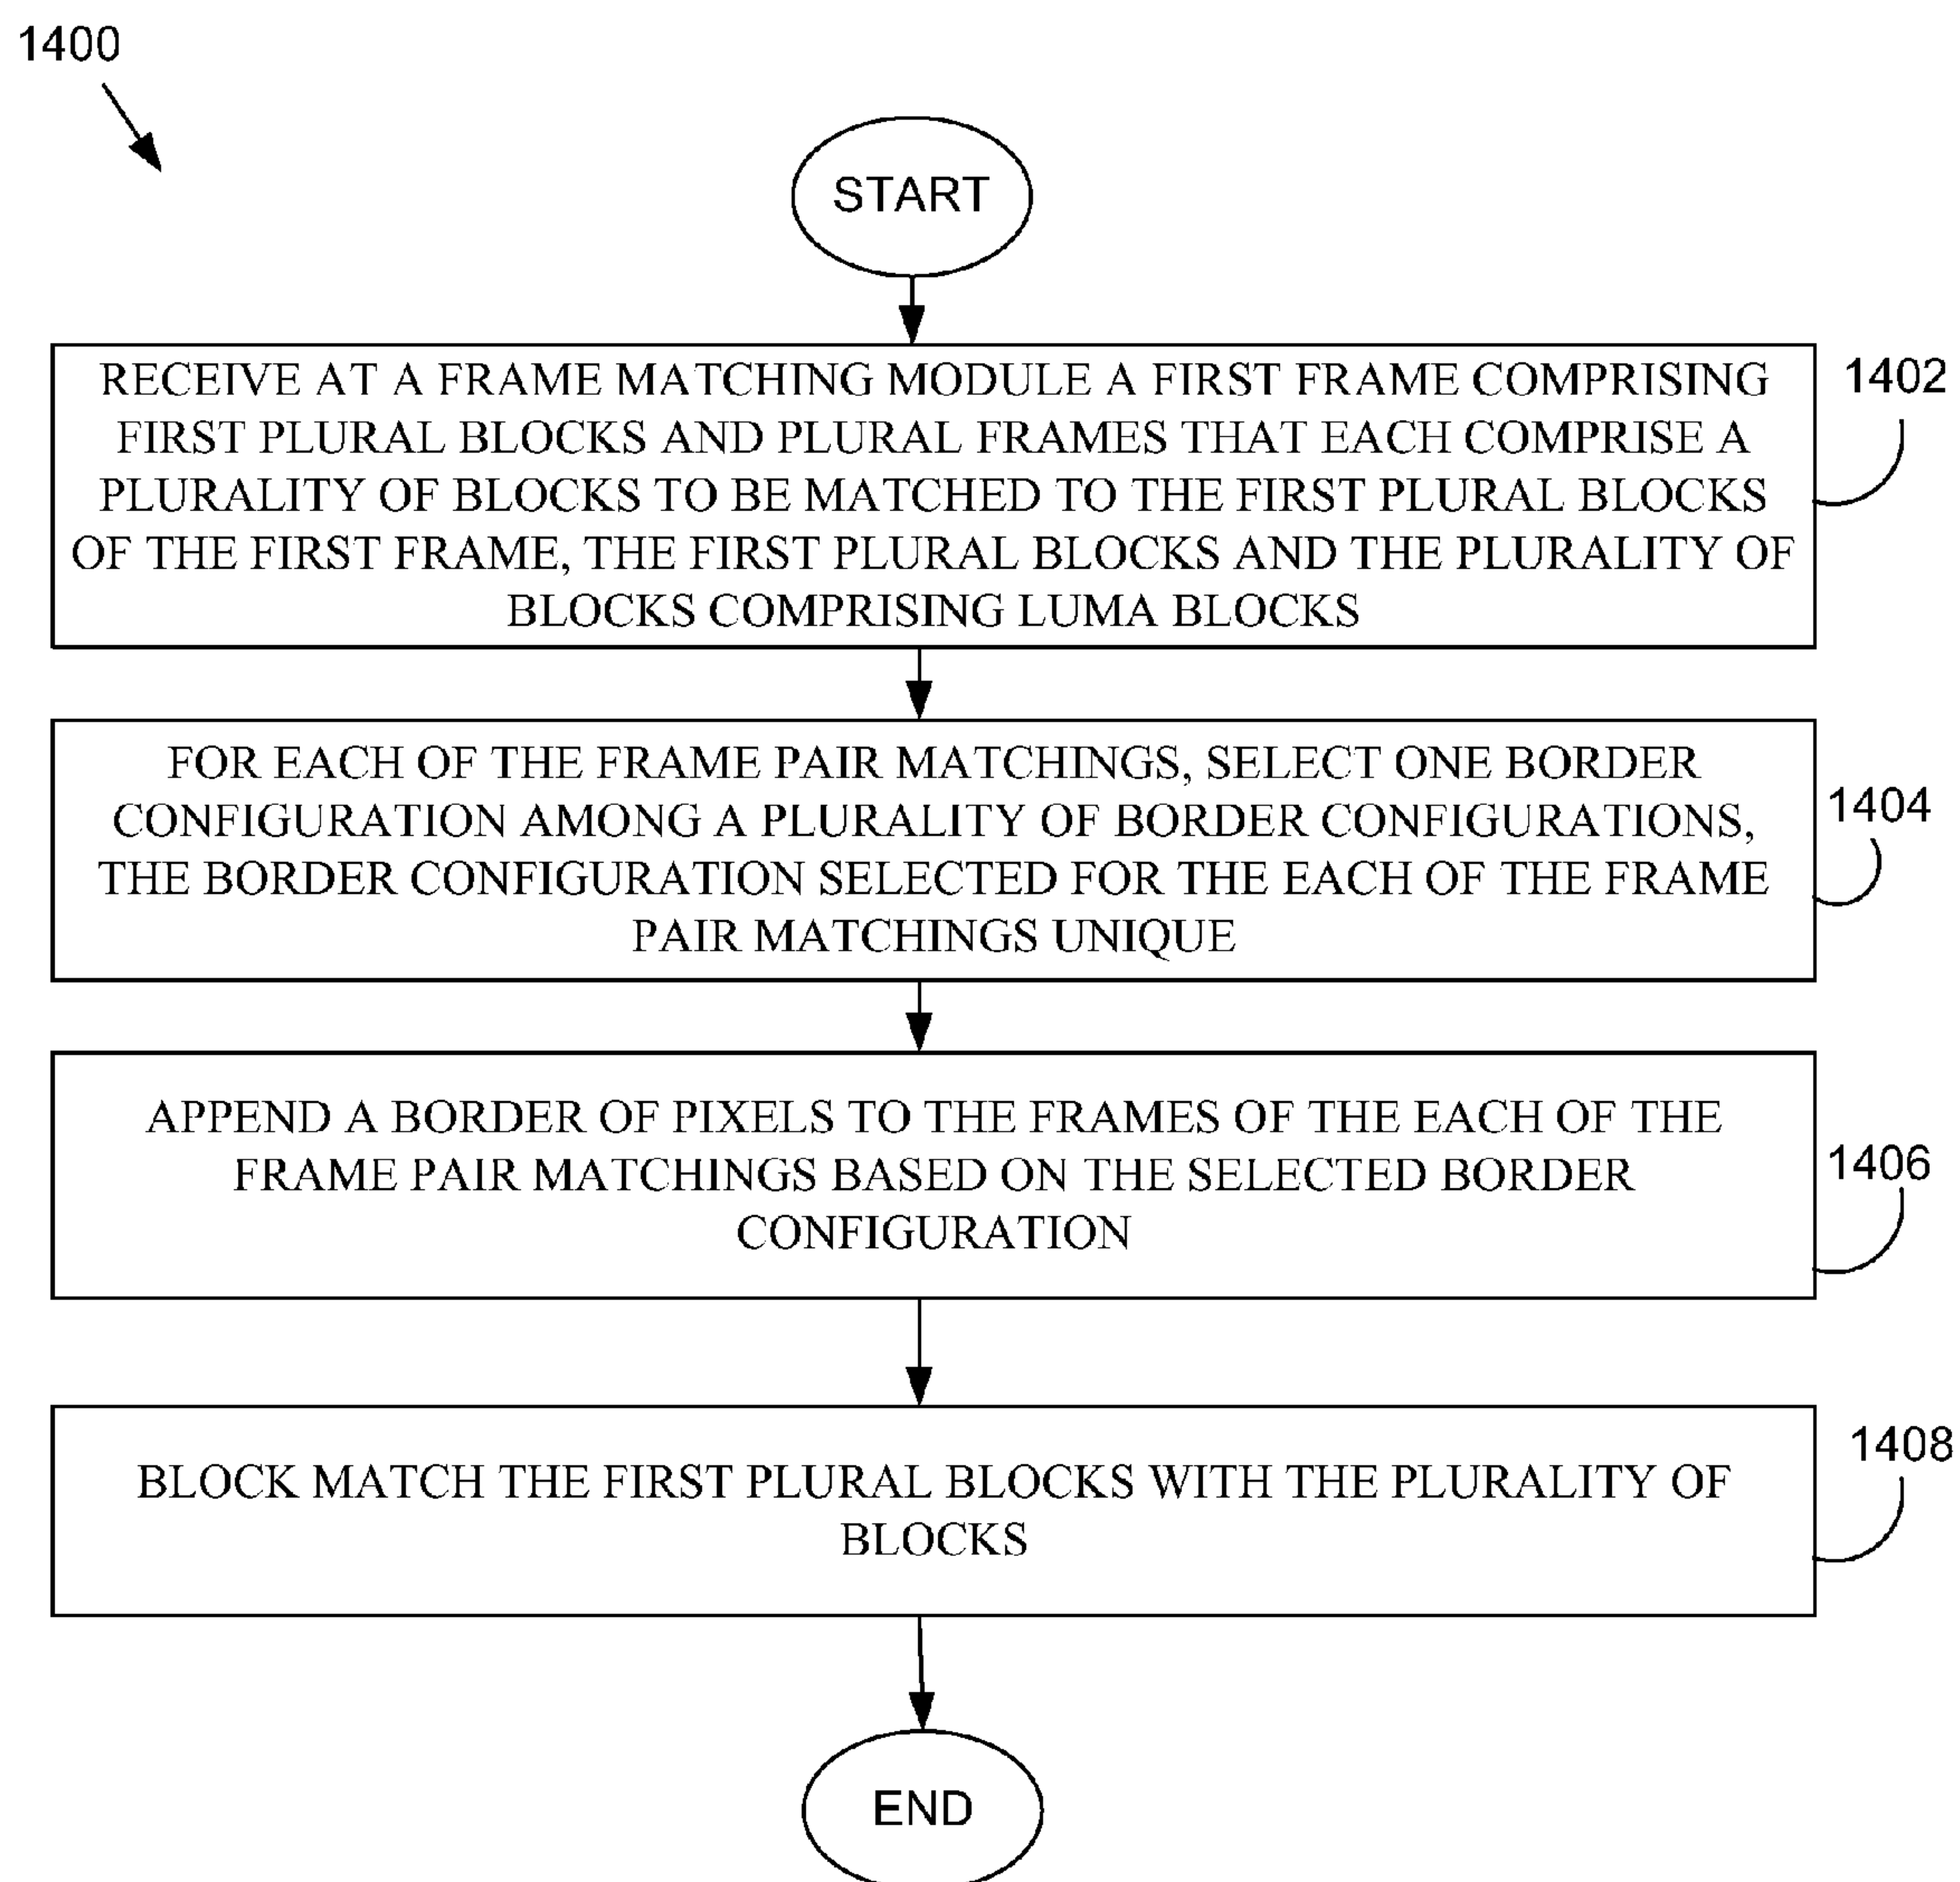 1400
START
RECEIVE AT A FRAME MATCHING MODULE A FIRST FRAME COMPRISING
FIRST PLURAL BLOCKS AND PLURAL FRAMES THAT EACH COMPRISE A
PLURALITY OF BLOCKS TO BE MATCHED TO THE FIRST PLURAL BLOCKS
OF THE FIRST FRAME, THE FIRST PLURAL BLOCKS AND THE PLURALITY OF
BLOCKS COMPRISING LUMA BLOCKS
1402
FOR EACH OF THE FRAME PAIR MATCHINGS, SELECT ONE BORDER
CONFIGURATION AMONG A PLURALITY OF BORDER CONFIGURATIONS,
THE BORDER CONFIGURATION SELECTED FOR THE EACH OF THE FRAME
PAIR MATCHINGS UNIQUE
1404
APPEND A BORDER OF PIXELS TO THE FRAMES OF THE EACH OF THE
FRAME PAIR MATCHINGS BASED ON THE SELECTED BORDER
CONFIGURATION
1406
BLOCK MATCH THE FIRST PLURAL BLOCKS WITH THE PLURALITY OF
BLOCKS
1408
END